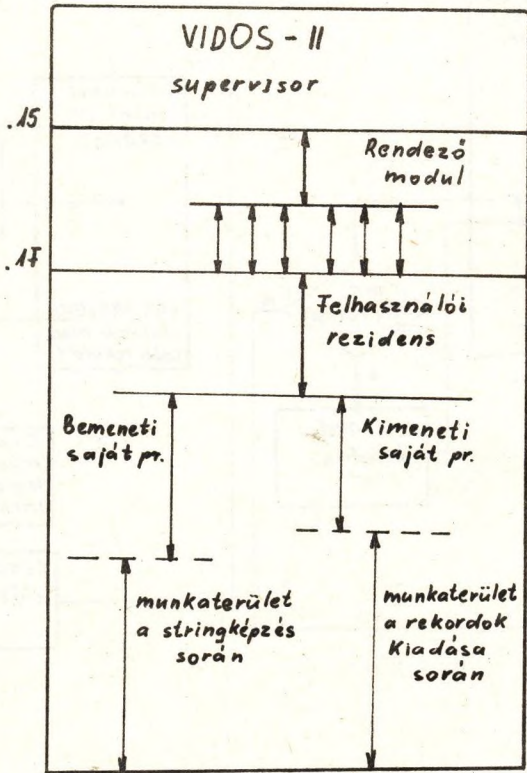 VIDOS - II
supervisor
.15
Rendező
modul
.17
Felhasználói
rezidens
Bemeneti
saját pr.
Kimeneti
saját pr.
munkaterület
a stringképzés
során
munkaterület
a rekordok
Kiadása
során